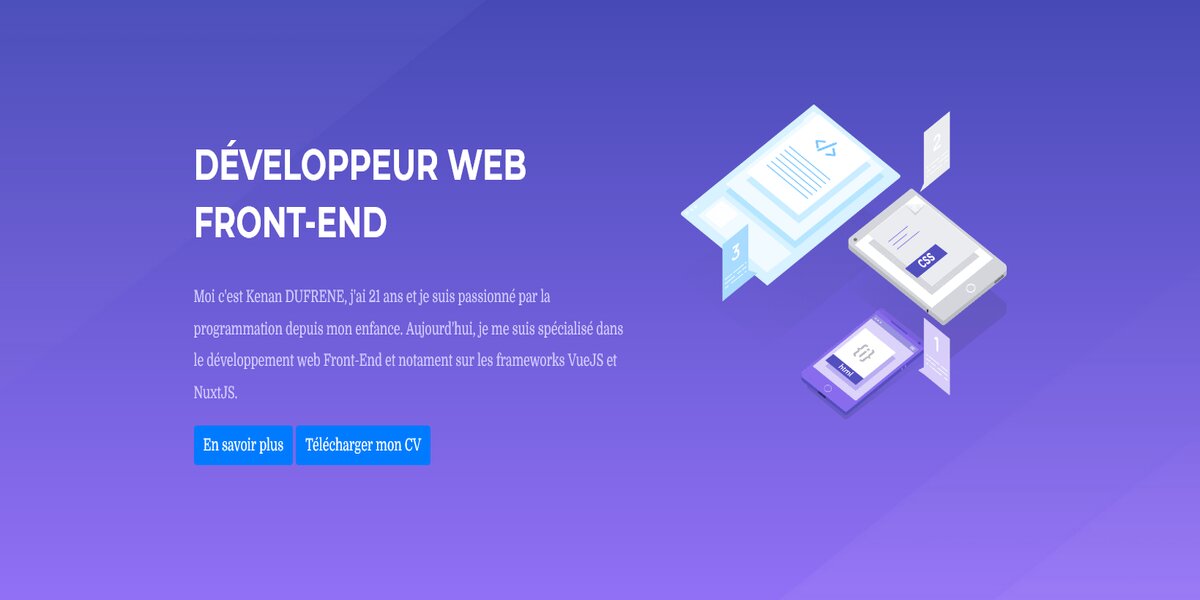 DÉVELOPPEUR WEB
FRONT-END
Moi c'est Kenan DUFRENE, j'ai 21 ans et je suis passionné par la
programmation depuis mon enfance. Aujourd'hui, je me suis spécialisé dans
le développement web Front-End et notament sur les frameworks VueJS et
NuxtJS.
En savoir plus
Télécharger mon CV
</>
2
3
CSS
1
{s}
html